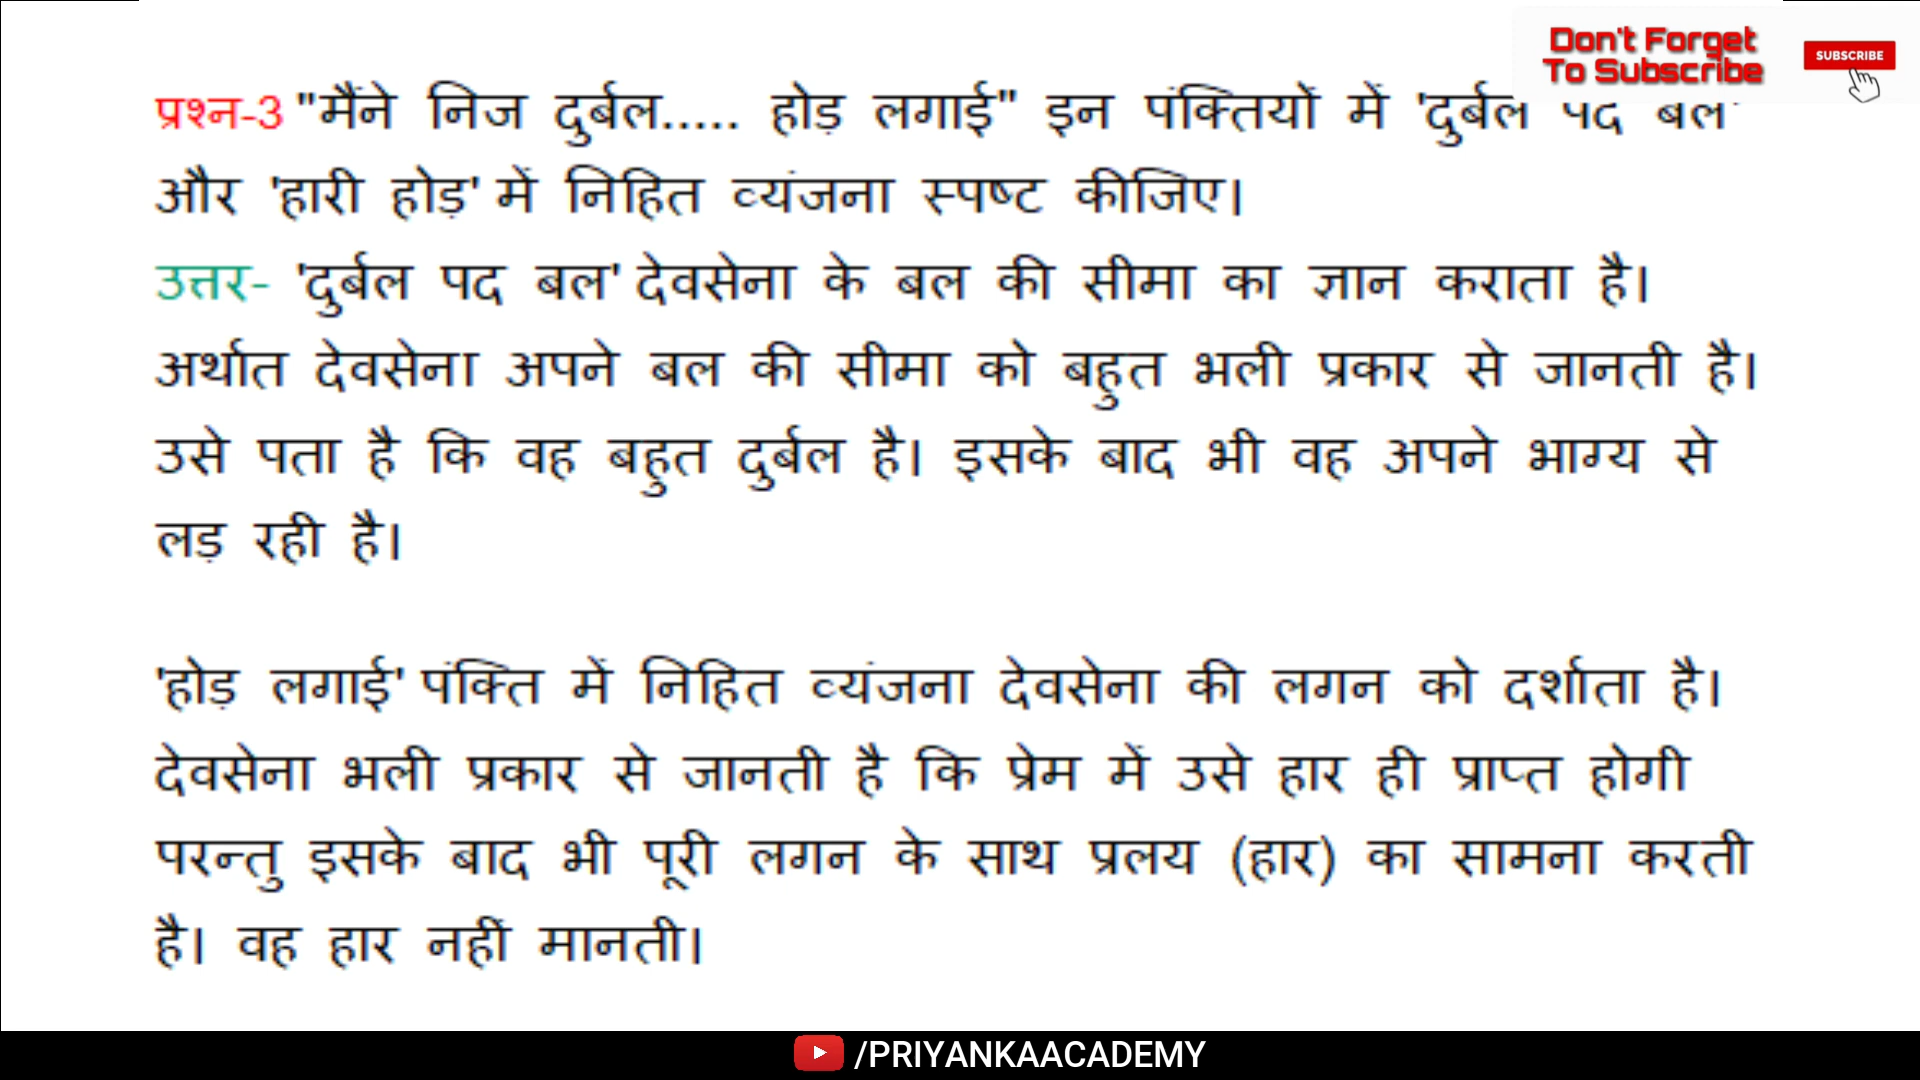 Don't Forget
To Subscribe
SUBSCRIBE
प्रश्न-3 "मैंने निज दुर्बल..... होड़ लगाई" इन पंक्तियों में 'दुर्बल पद बल'
और 'हारी होड़' में निहित व्यंजना स्पष्ट कीजिए।
उत्तर- 'दुर्बल पद बल' देवसेना के बल की सीमा का ज्ञान कराता है।
अर्थात देवसेना अपने बल की सीमा को बहुत भली प्रकार से जानती है।
उसे पता है कि वह बहुत दुर्बल है। इसके बाद भी वह अपने भाग्य से
लड़ रही है।
'होड़ लगाई' पंक्ति में निहित व्यंजना देवसेना की लगन को दर्शाता है।
देवसेना भली प्रकार से जानती है कि प्रेम में उसे हार ही प्राप्त होगी
परन्तु इसके बाद भी पूरी लगन के साथ प्रलय (हार) का सामना करती
है। वह हार नहीं मानती।
/PRIYANKAACADEMY